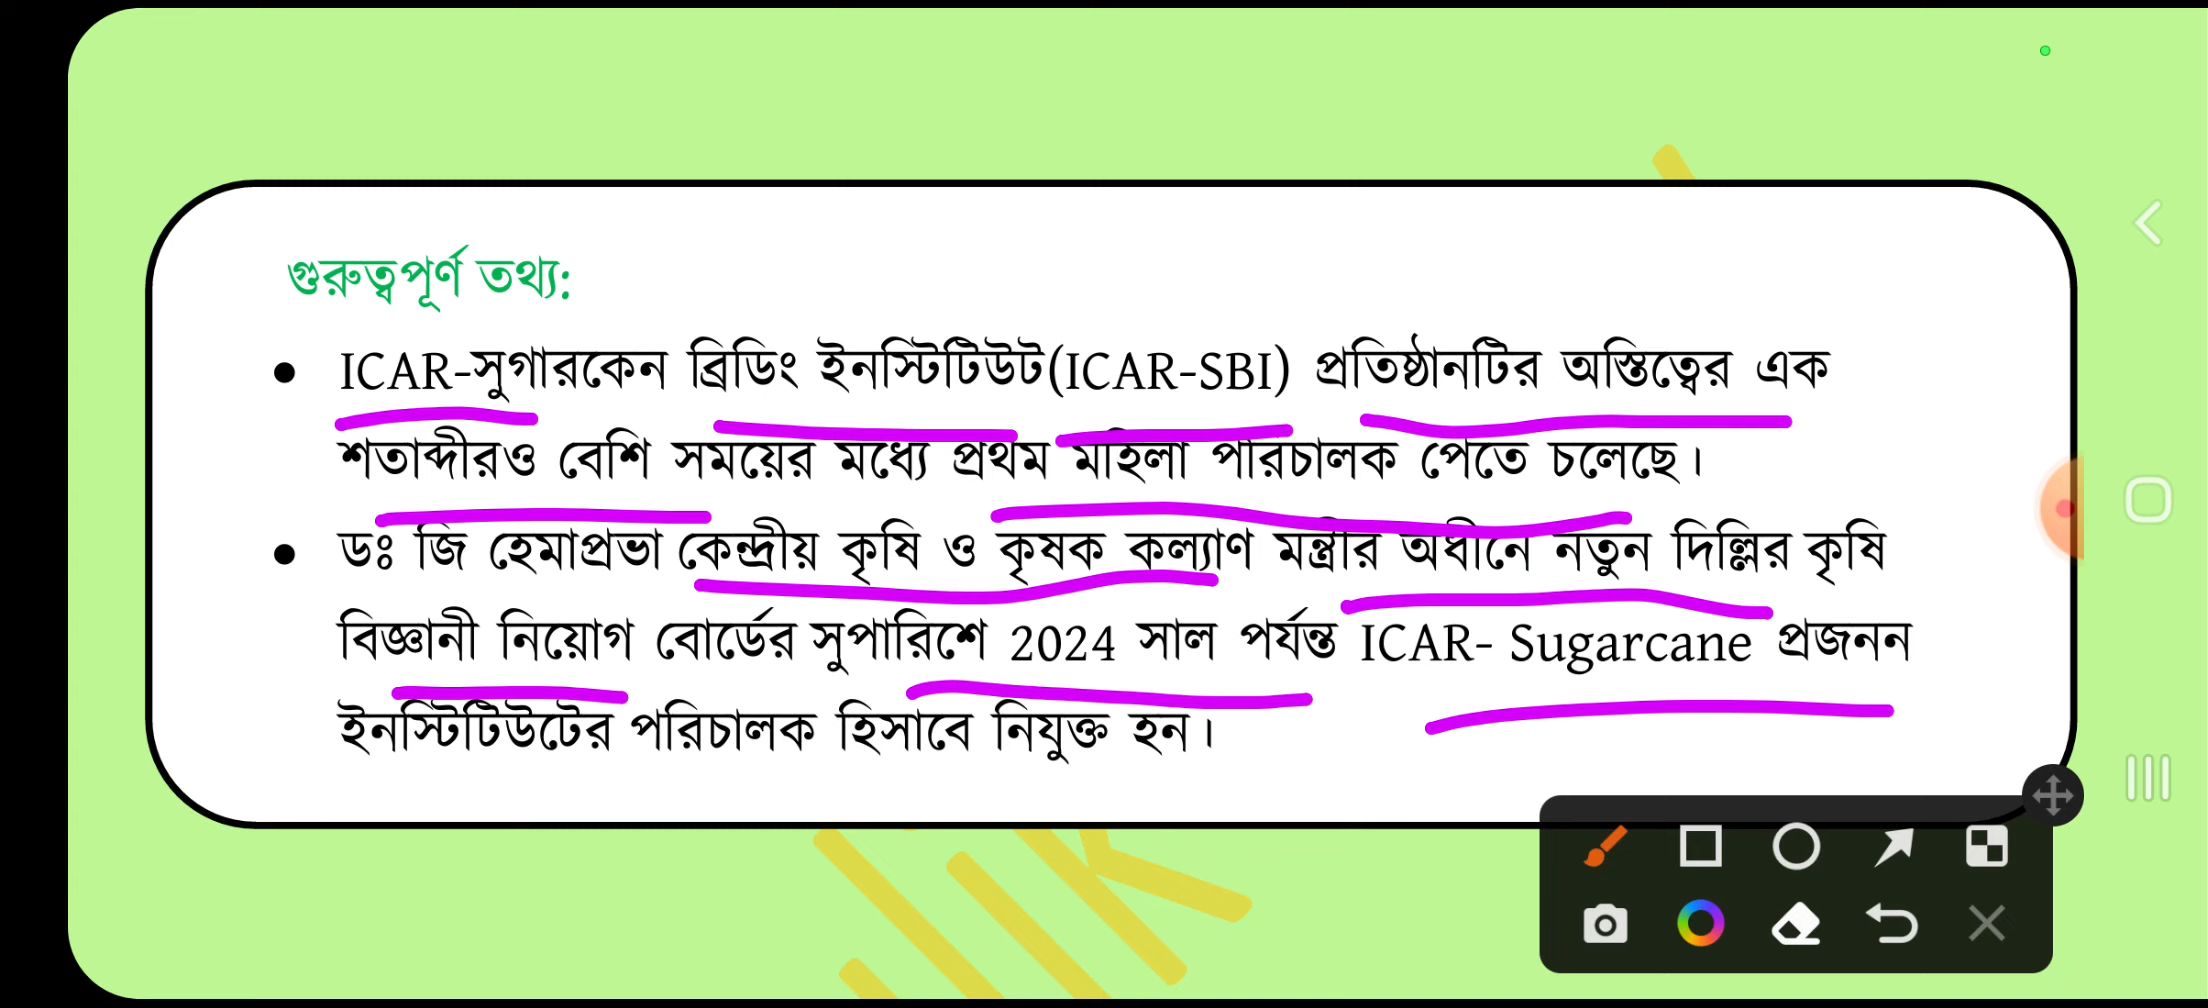 গুরুত্বপূর্ণ তথ্য:
• ICAR-সুগারকেন ব্রিডিং ইনস্টিটিউট(ICAR-SBI) প্রতিষ্ঠানটির অস্তিত্বের এক
শতাব্দীরও বেশি সময়ের মধ্যে প্রথম মহিলা পরিচালক পেতে চলেছে।
• ডঃ জি হেমাপ্রভা কেন্দ্রীয় কৃষি ও কৃষক কল্যাণ মন্ত্রীর অধীনে নতুন দিল্লির কৃষি
বিজ্ঞানী নিয়োগ বোর্ডের সুপারিশে 2024 সাল পর্যন্ত ICAR- Sugarcane প্রজনন
ইনস্টিটিউটের পরিচালক হিসাবে নিযুক্ত হন।